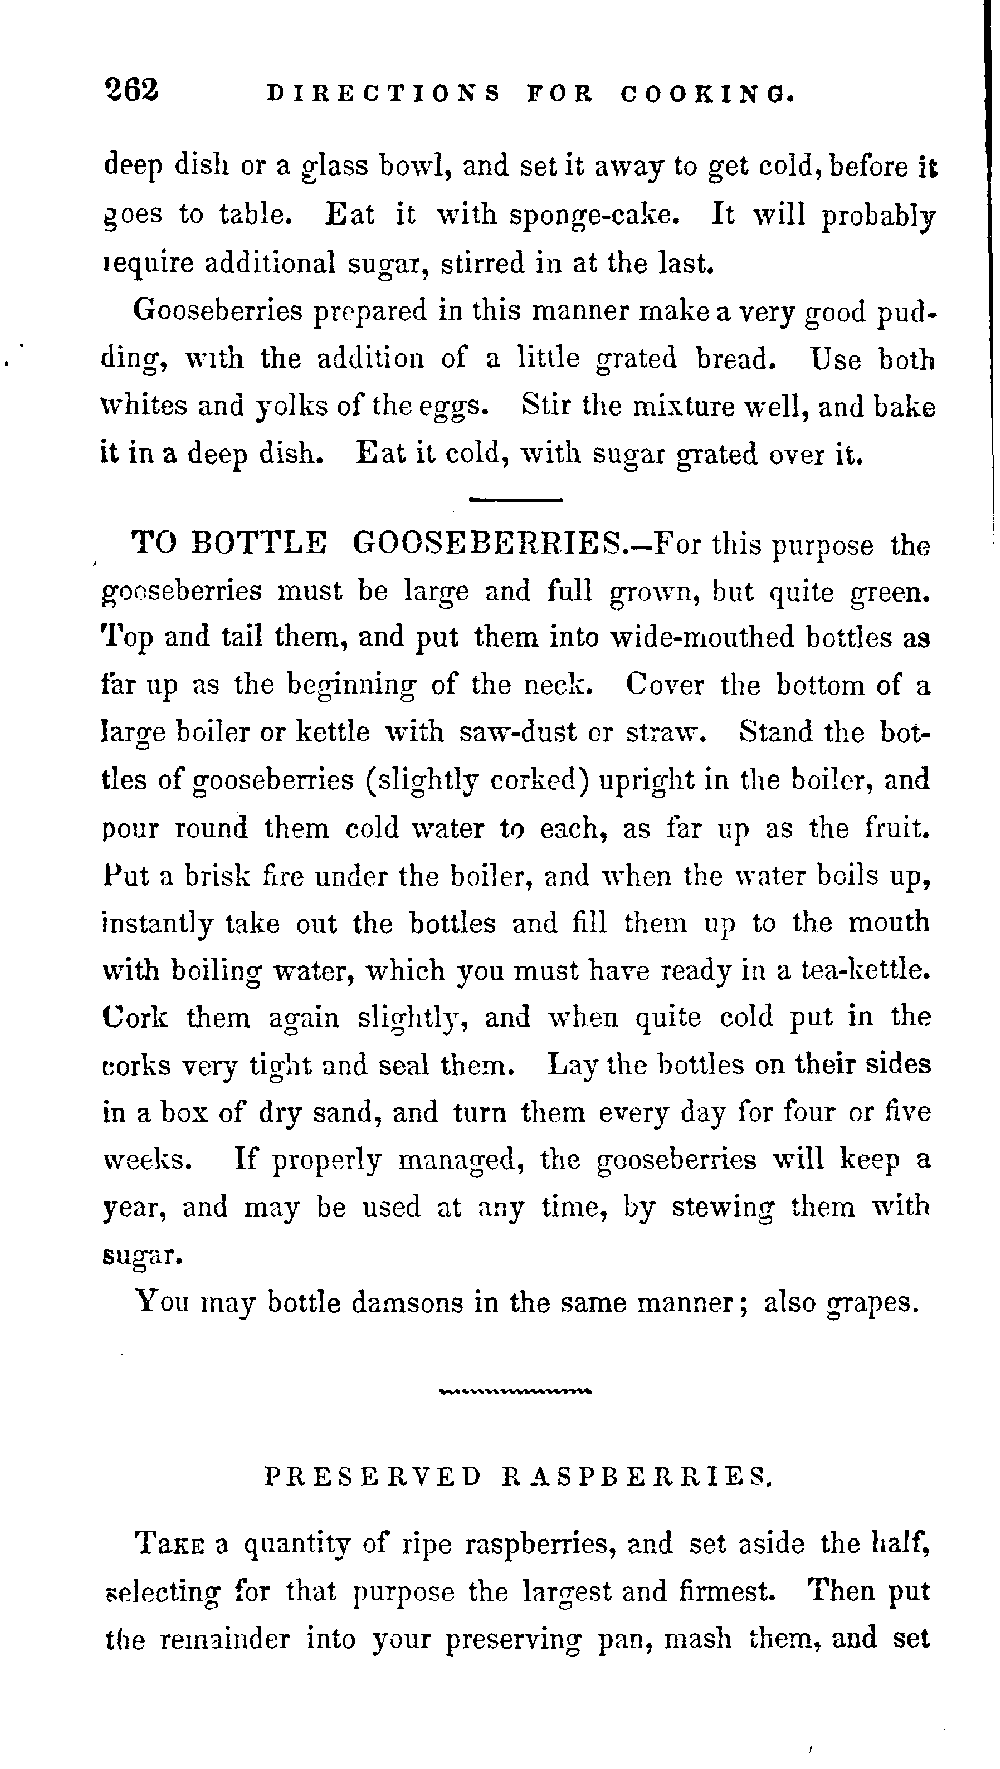 262 DIRECTIONS FOR COOKING.
deep dish or a glass bowl, and set it away to get cold, before it
goes to table. Eat it with sponge-cake. It will probably
require additional sugar, stirred in at the last.
Gooseberries prepared in this manner make a very good pud-
ding, with the addition of a little grated bread. Use both
whites and yolks of the eggs. Stir the mixture well, and bake
it in a deep dish. Eat it cold, with sugar grated over it.
TO BOTTLE GOOSEBERRIES.—For this purpose the
gooseberries must be large and full grown, but quite green.
Top and tail them, and put them into wide-mouthed bottles as
far up as the beginning of the neck. Cover the bottom of a
large boiler or kettle with saw-dust or straw. Stand the bot-
tles of gooseberries (slightly corked) upright in the boiler, and
pour round them cold water to each, as far up as the fruit.
Put a brisk fire under the boiler, and when the water boils up,
instantly take out the bottles and fill them up to the mouth
with boiling water, which you must have ready in a tea-kettle.
Cork them again slightly, and when quite cold put in the
corks very tight and seal them. Lay the bottles on their sides
in a box of dry sand, and turn them every day for four or five
weeks. If properly managed, the gooseberries will keep a
year, and may be used at any time, by stewing them with
sugar.
You may bottle damsons in the same manner; also grapes.
PRESERVED RASPBERRIES.
TAKE a quantity of ripe raspberries, and set aside the half,
selecting for that purpose the largest and firmest. Then put
the remainder into your preserving pan, mash them, and set